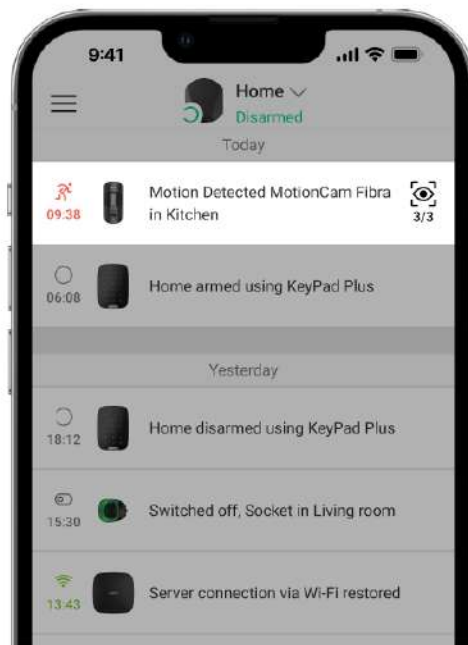 9:41
Home
Disarmed
Today
Motion Detected MotionCam Fibra
in Kitchen
09:38
3/3
Home armed using KeyPad Plus
06:08
Yesterday
Home disarmed using KeyPad Plus
18:12
Switched off, Socket in Living room
15:30
Server connection via Wi-Fi restored
13:43